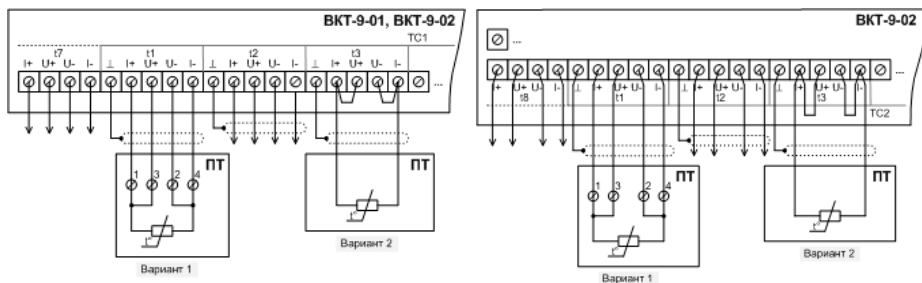 ВКТ-9-01, ВКТ-9-02
ТС1
t7 t1 t2 t3
I+ U+ U- I- ⊥ I+ U+ U- I- ⊥ I+ U+ U- I- ⊥ I+ U+ U- I- ...
ПТ
1 3 2 4
t°
Вариант 1
ПТ
t°
Вариант 2
ВКТ-9-02
...
...
I+ U+ U- I- ⊥ I+ U+ U- I- ⊥ I+ U+ U- I- ⊥ I+ U+ U- I-
t8 t1 t2 t3
ТС2
ПТ
1 3 2 4
t°
Вариант 1
ПТ
t°
Вариант 2